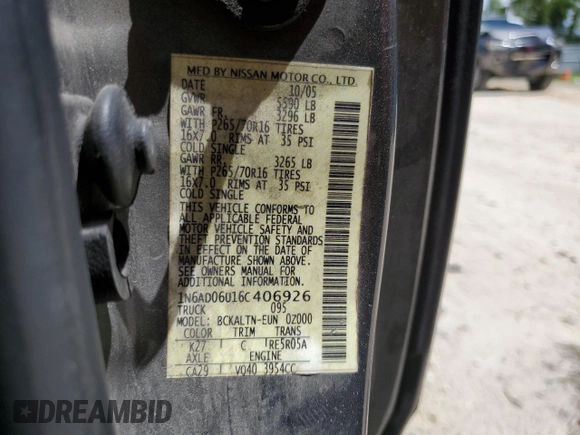 MFD BY NISSAN MOTOR CO., LTD.
DATE 10/05
GVWR 5590 LB
GAWR FR. 3296 LB
WITH P265/70R16 TIRES
16X7.0 RIMS AT 35 PSI
COLD SINGLE
GAWR RR. 3265 LB
WITH P265/70R16 TIRES
16X7.0 RIMS AT 35 PSI
COLD SINGLE
THIS VEHICLE CONFORMS TO
ALL APPLICABLE FEDERAL
MOTOR VEHICLE SAFETY AND
THEFT PREVENTION STANDARDS
IN EFFECT ON THE DATE OF
MANUFACTURE SHOWN ABOVE.
SEE OWNERS MANUAL FOR
ADDITIONAL INFORMATION.
1N6AD06U16C406926
TRUCK 095
MODEL: BCKALTN-EUN 0Z000
COLOR TRIM TRANS
K27 C RE5R05A
AXLE ENGINE
CA29 VQ40 3954CC
DREAMBID